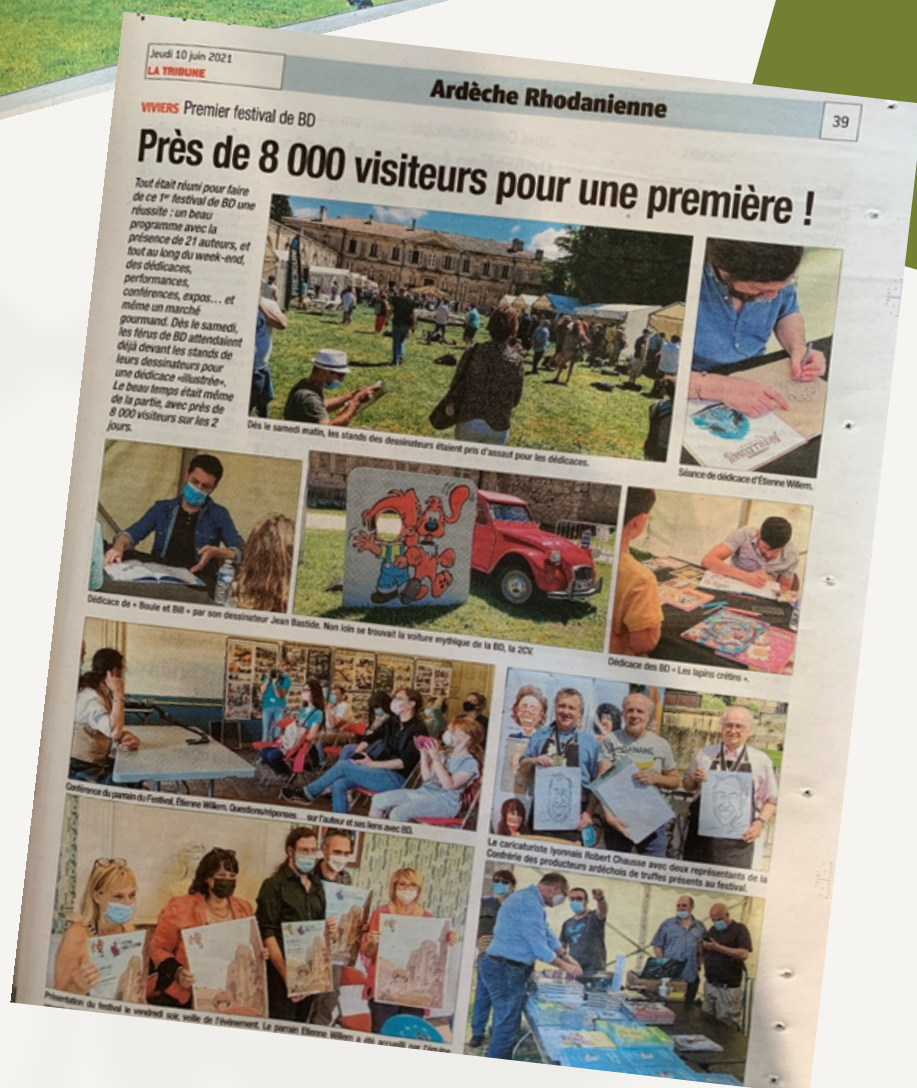 Jeudi 10 juin 2021
LA TRIBUNE
Ardèche Rhodanienne
39
VIVIERS Premier festival de BD
Près de 8 000 visiteurs pour une première !
Tout était réuni pour faire
de ce 1er festival de BD une
réussite : un beau
programme avec la
présence de 21 auteurs, et
tout au long du week-end,
des dédicaces,
performances,
conférences, expos... et
même un marché
gourmand. Dès le samedi,
les férus de BD attendaient
déjà devant les stands de
leurs dessinateurs pour
une dédicace «illustrée».
Le beau temps était même
de la partie, avec près de
8 000 visiteurs sur les 2
jours.
Dès le samedi matin, les stands des dessinateurs étaient pris d'assaut pour les dédicaces.
Séance de dédicace d'Étienne Willem.
Dédicace de « Boule et Bill » par son dessinateur Jean Bastide. Non loin se trouvait la voiture mythique de la BD, la 2CV.
Dédicace des BD « Les lapins crétins ».
Conférence du parrain du Festival, Étienne Willem. Questions/réponses... sur l'auteur et ses liens avec BD.
Le caricaturiste lyonnais Robert Chausse avec deux représentants de la
Confrérie des producteurs ardéchois de truffes présents au festival.
Présentation du festival le vendredi soir, veille de l'événement. Le parrain Etienne Willem a été accueilli par l'équipe